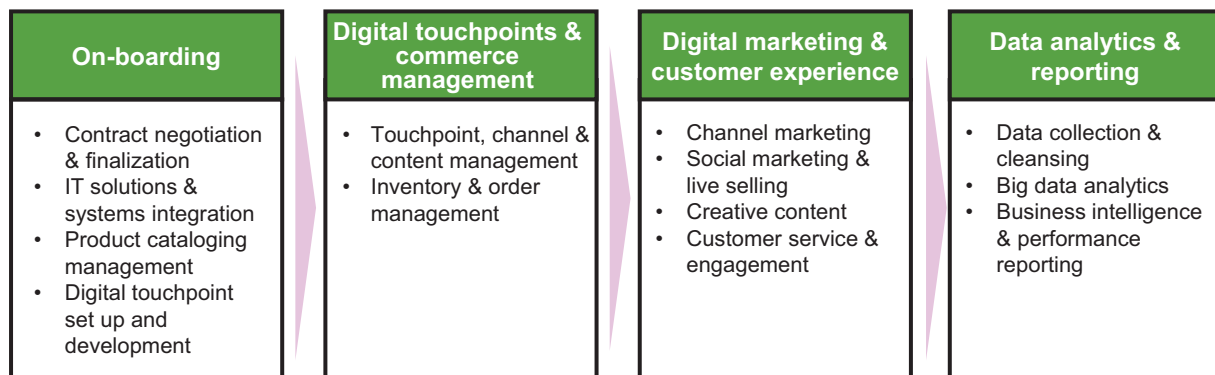 On-boarding
• Contract negotiation
& finalization
• IT solutions &
systems integration
• Product cataloging
management
• Digital touchpoint
set up and
development
Digital touchpoints &
commerce
management
• Touchpoint, channel &
content management
• Inventory & order
management
Digital marketing &
customer experience
• Channel marketing
• Social marketing &
live selling
• Creative content
• Customer service &
engagement
Data analytics &
reporting
• Data collection &
cleansing
• Big data analytics
• Business intelligence
& performance
reporting